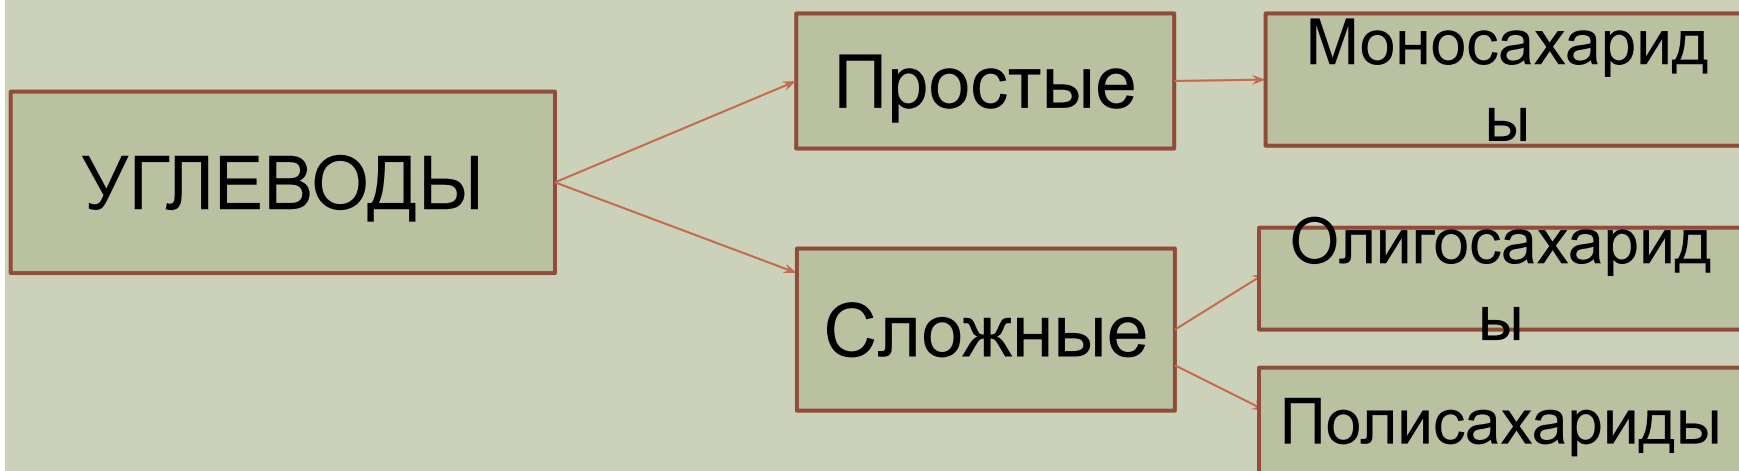 УГЛЕВОДЫ
Простые
Моносахарид
ы
Сложные
Олигосахарид
ы
Полисахариды